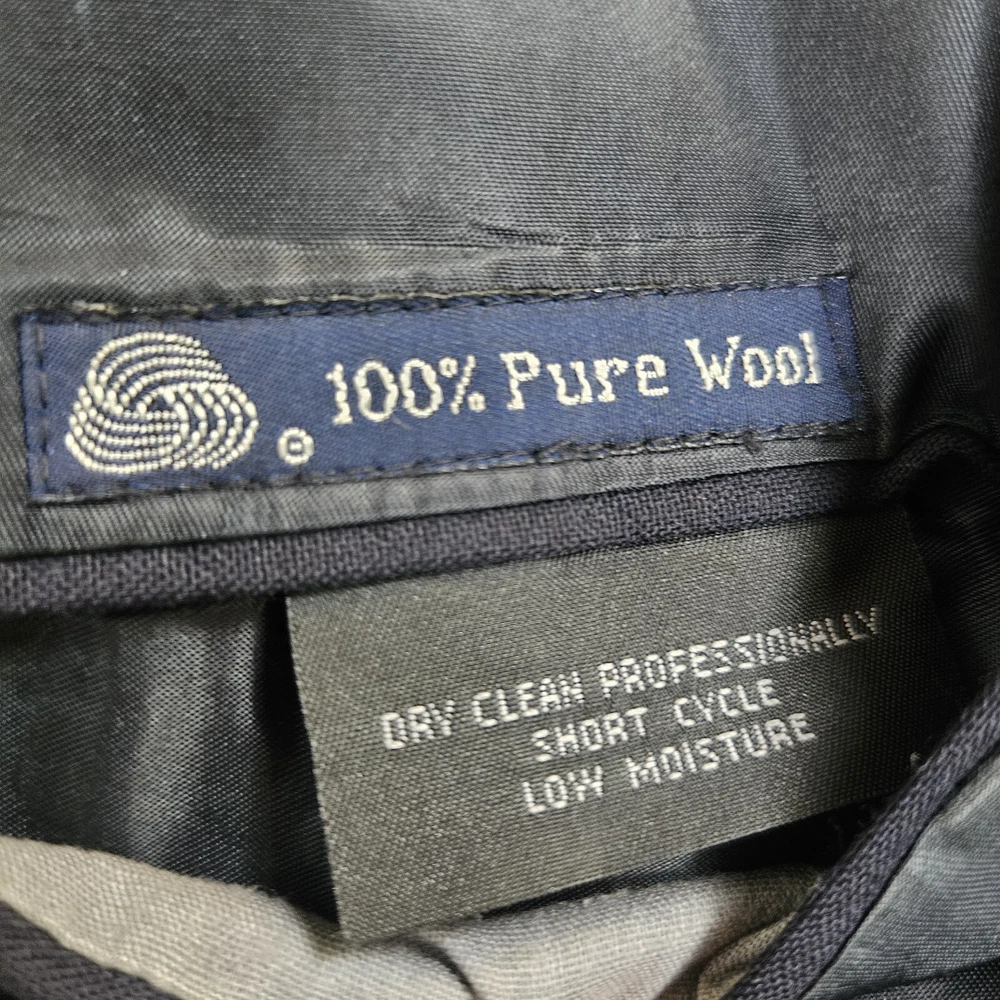 100% Pure Wool
DRY CLEAN PROFESSIONALLY
SHORT CYCLE
LOW MOISTURE